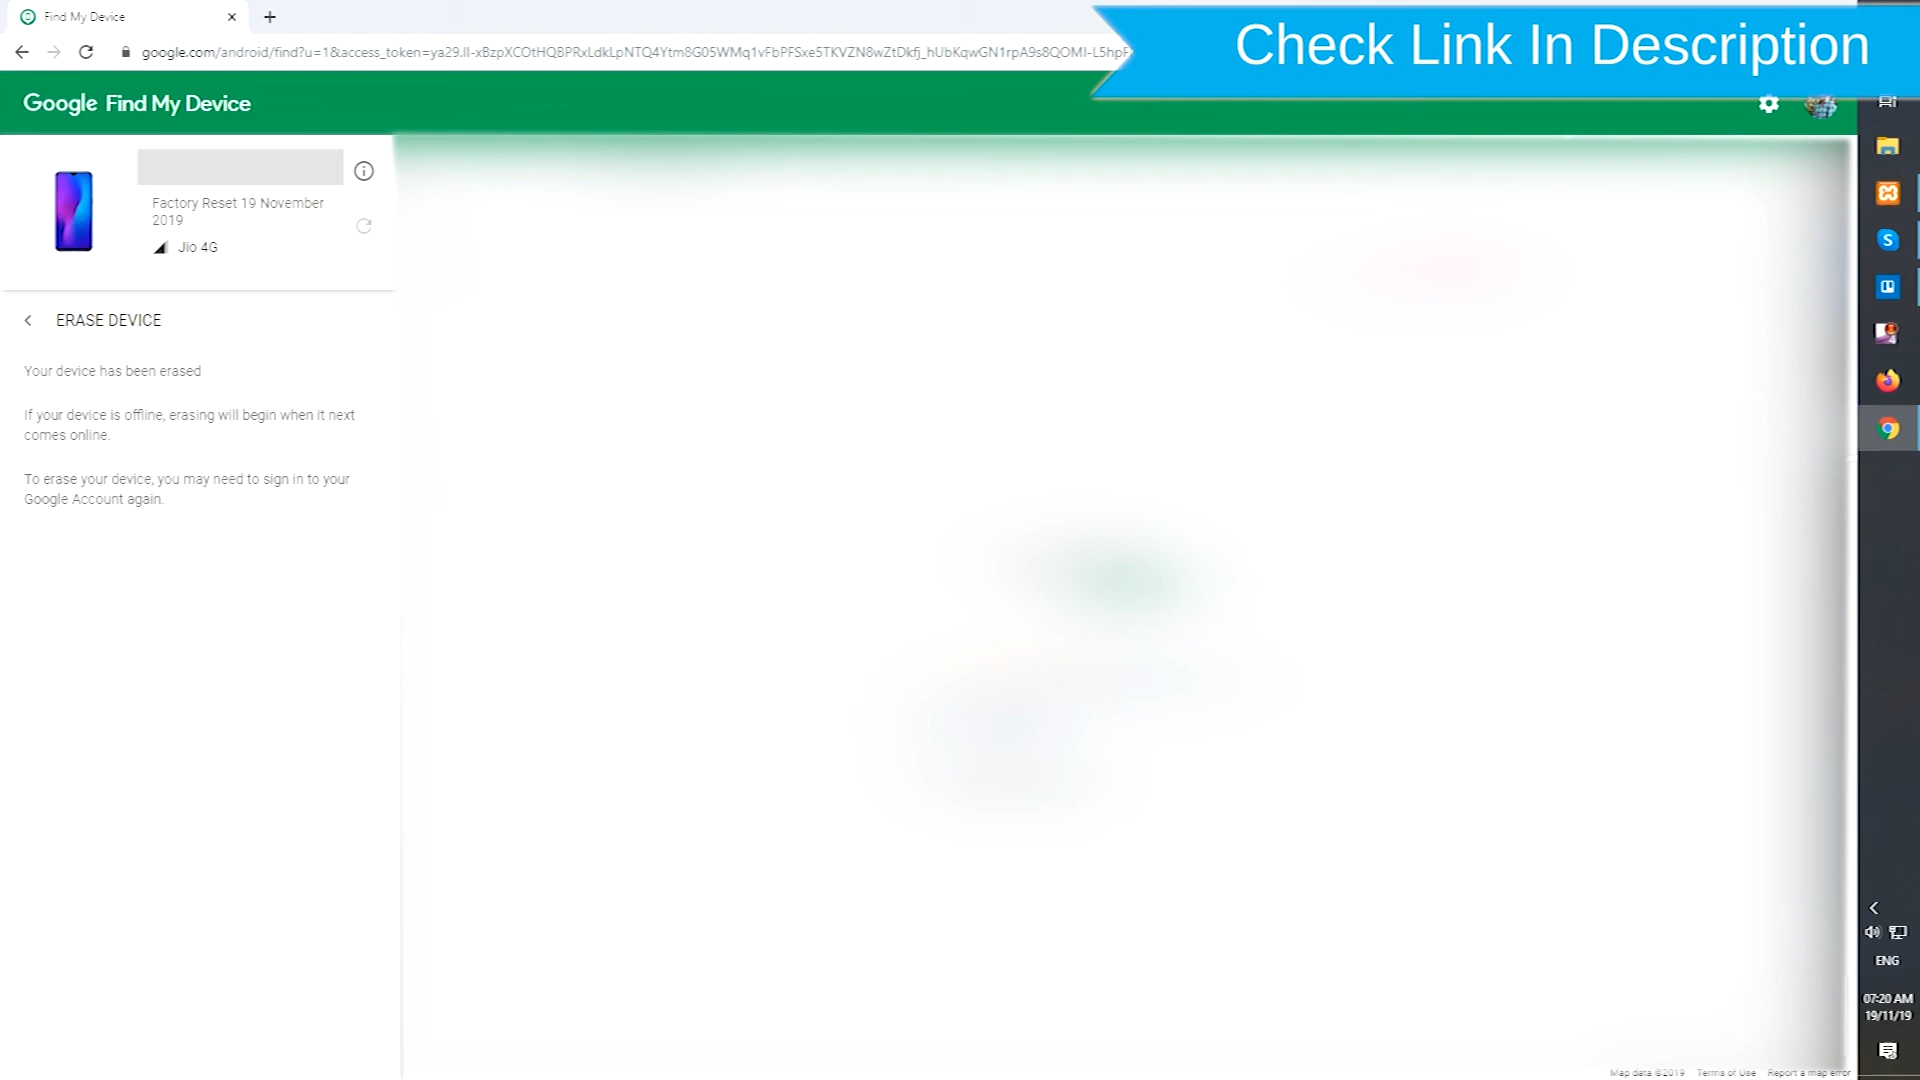 Find My Device
Check Link In Description
google.com/android/find?u=1&access_token=ya29.Il-xBzpXCOtHQBPRxLdkLpNTQ4Ytm8G05WMq1vFbPFSxe5TKVZN8wZtDkfj_hUbKqwGN1rpA9s8QOMI-L5hpF
Google Find My Device
Factory Reset 19 November
2019
Jio 4G
ERASE DEVICE
Your device has been erased
If your device is offline, erasing will begin when it next
comes online.
To erase your device, you may need to sign in to your
Google Account again.
ENG
07:20 AM
19/11/19
Map data ©2019 Terms of Use Report a map error